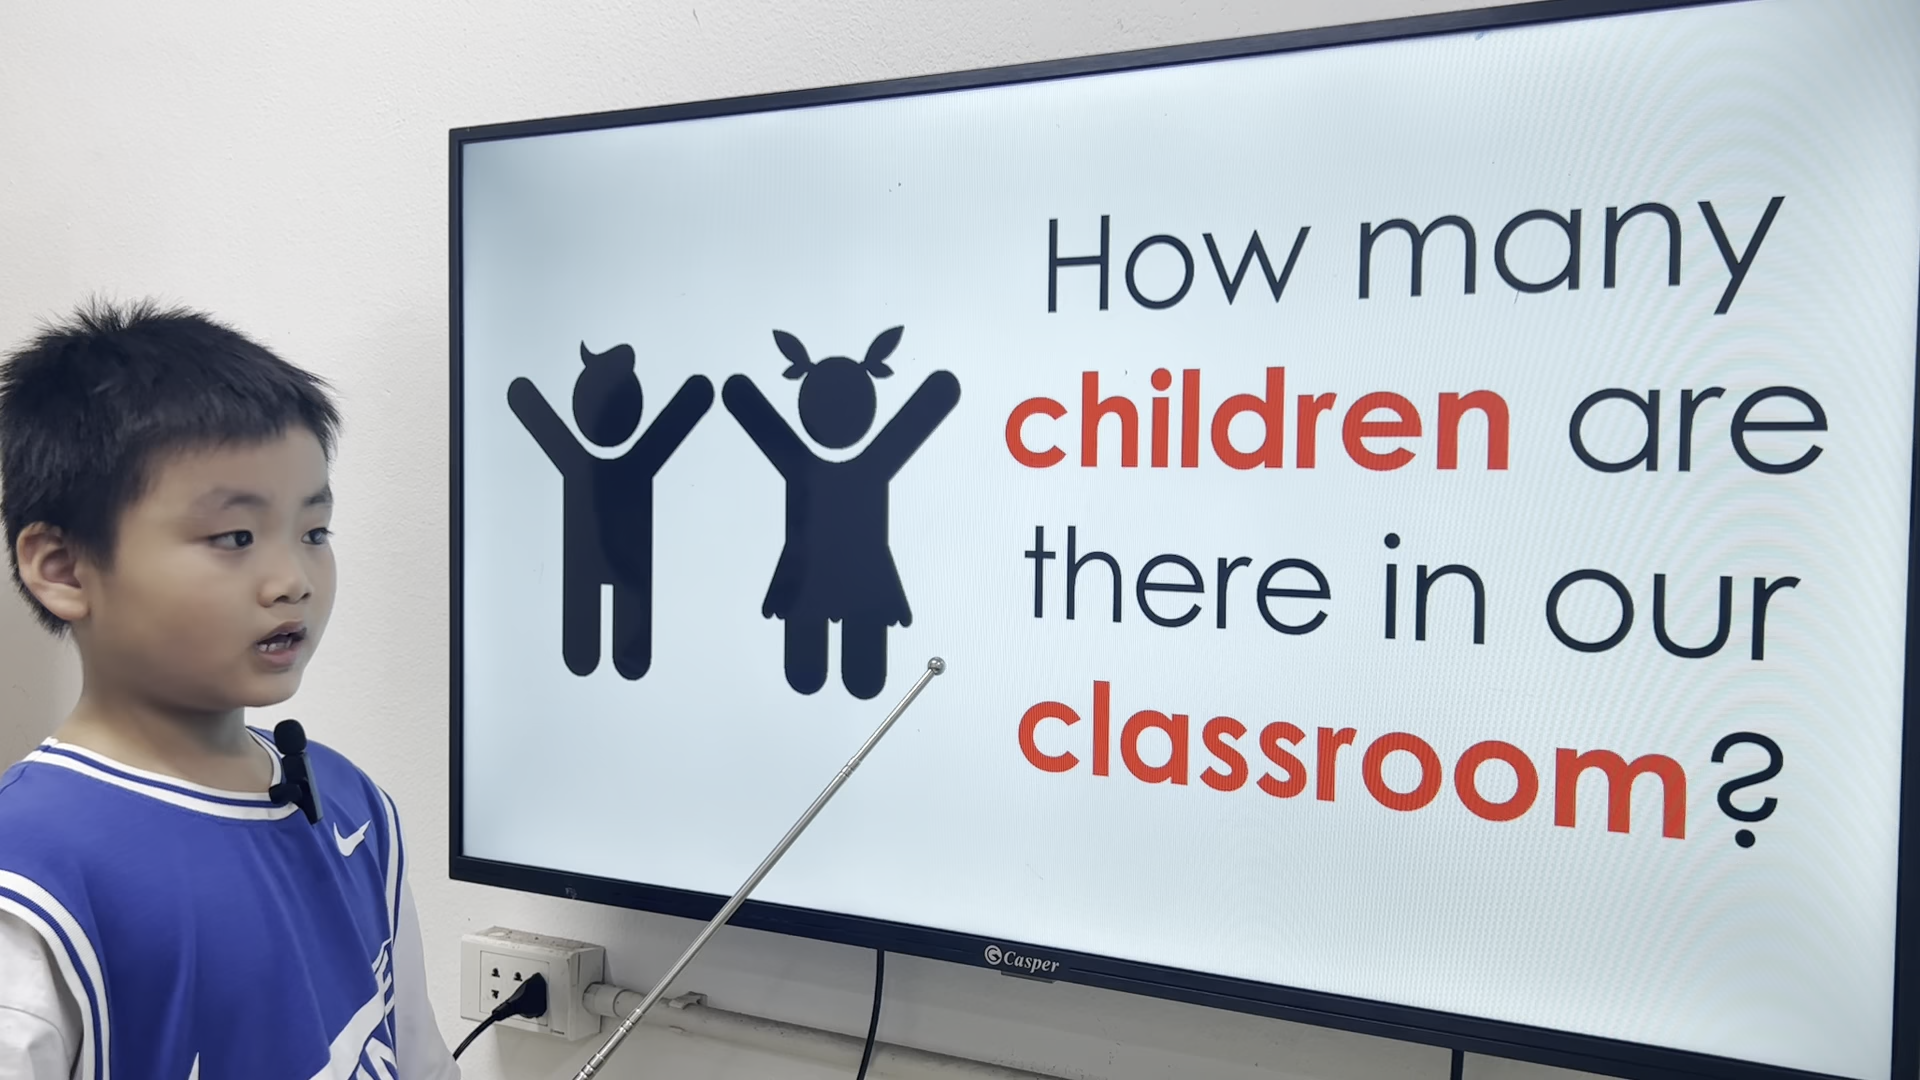 How many
children are
there in our
classroom?
Casper